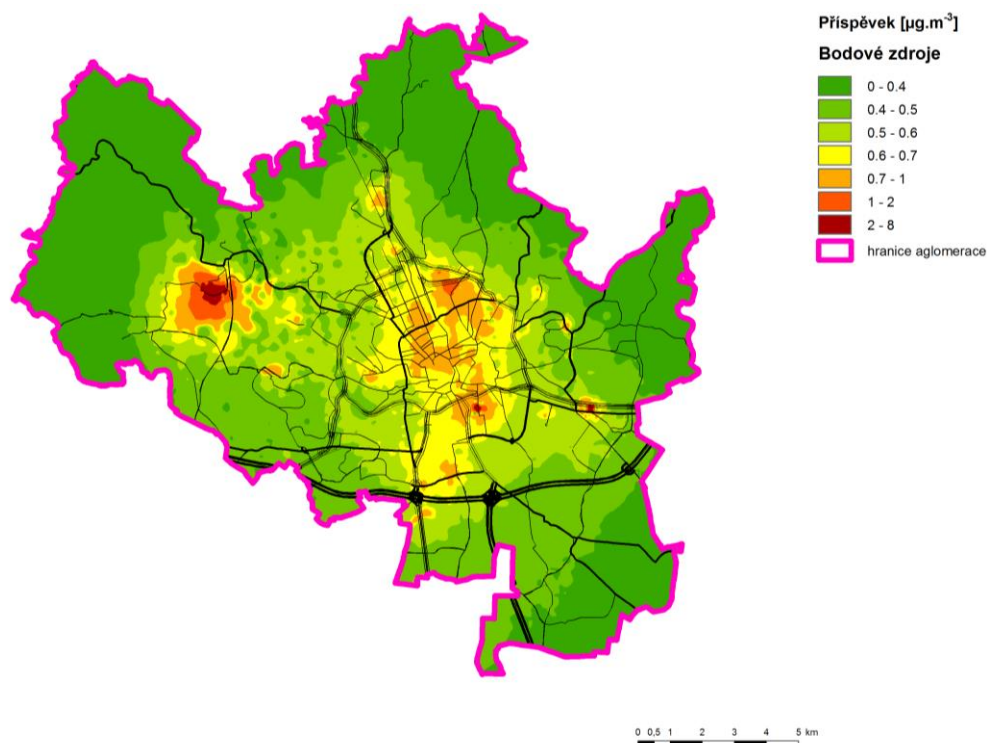 Příspěvek [µg.m-3]
Bodové zdroje
0 - 0.4
0.4 - 0.5
0.5 - 0.6
0.6 - 0.7
0.7 - 1
1 - 2
2 - 8
hranice aglomerace
0 0,5 1 2 3 4 5 km